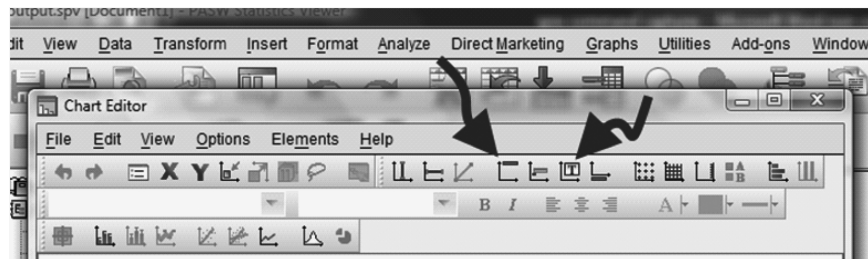 output.spv [Document1] - PASW Statistics Viewer
dit View Data Transform Insert Format Analyze Direct Marketing Graphs Utilities Add-ons Window
Chart Editor
File Edit View Options Elements Help
X Y T A B
B I A